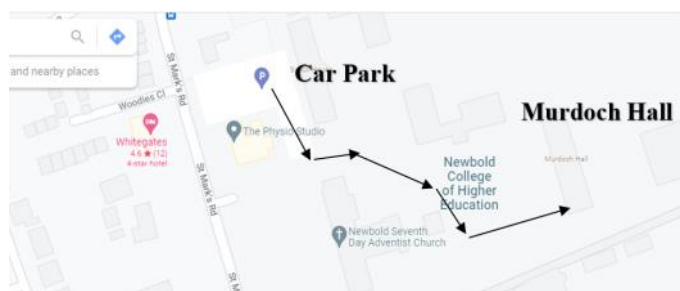 and nearby places
Woodies Cl
St Mark's Rd
P
Car Park
Whitegates
4.6 ★ (12)
4-star hotel
The Physio Studio
St Mark's Rd
Murdoch Hall
Murdoch Hall
Newbold
College
of Higher
Education
Newbold Seventh
Day Adventist Church
St M